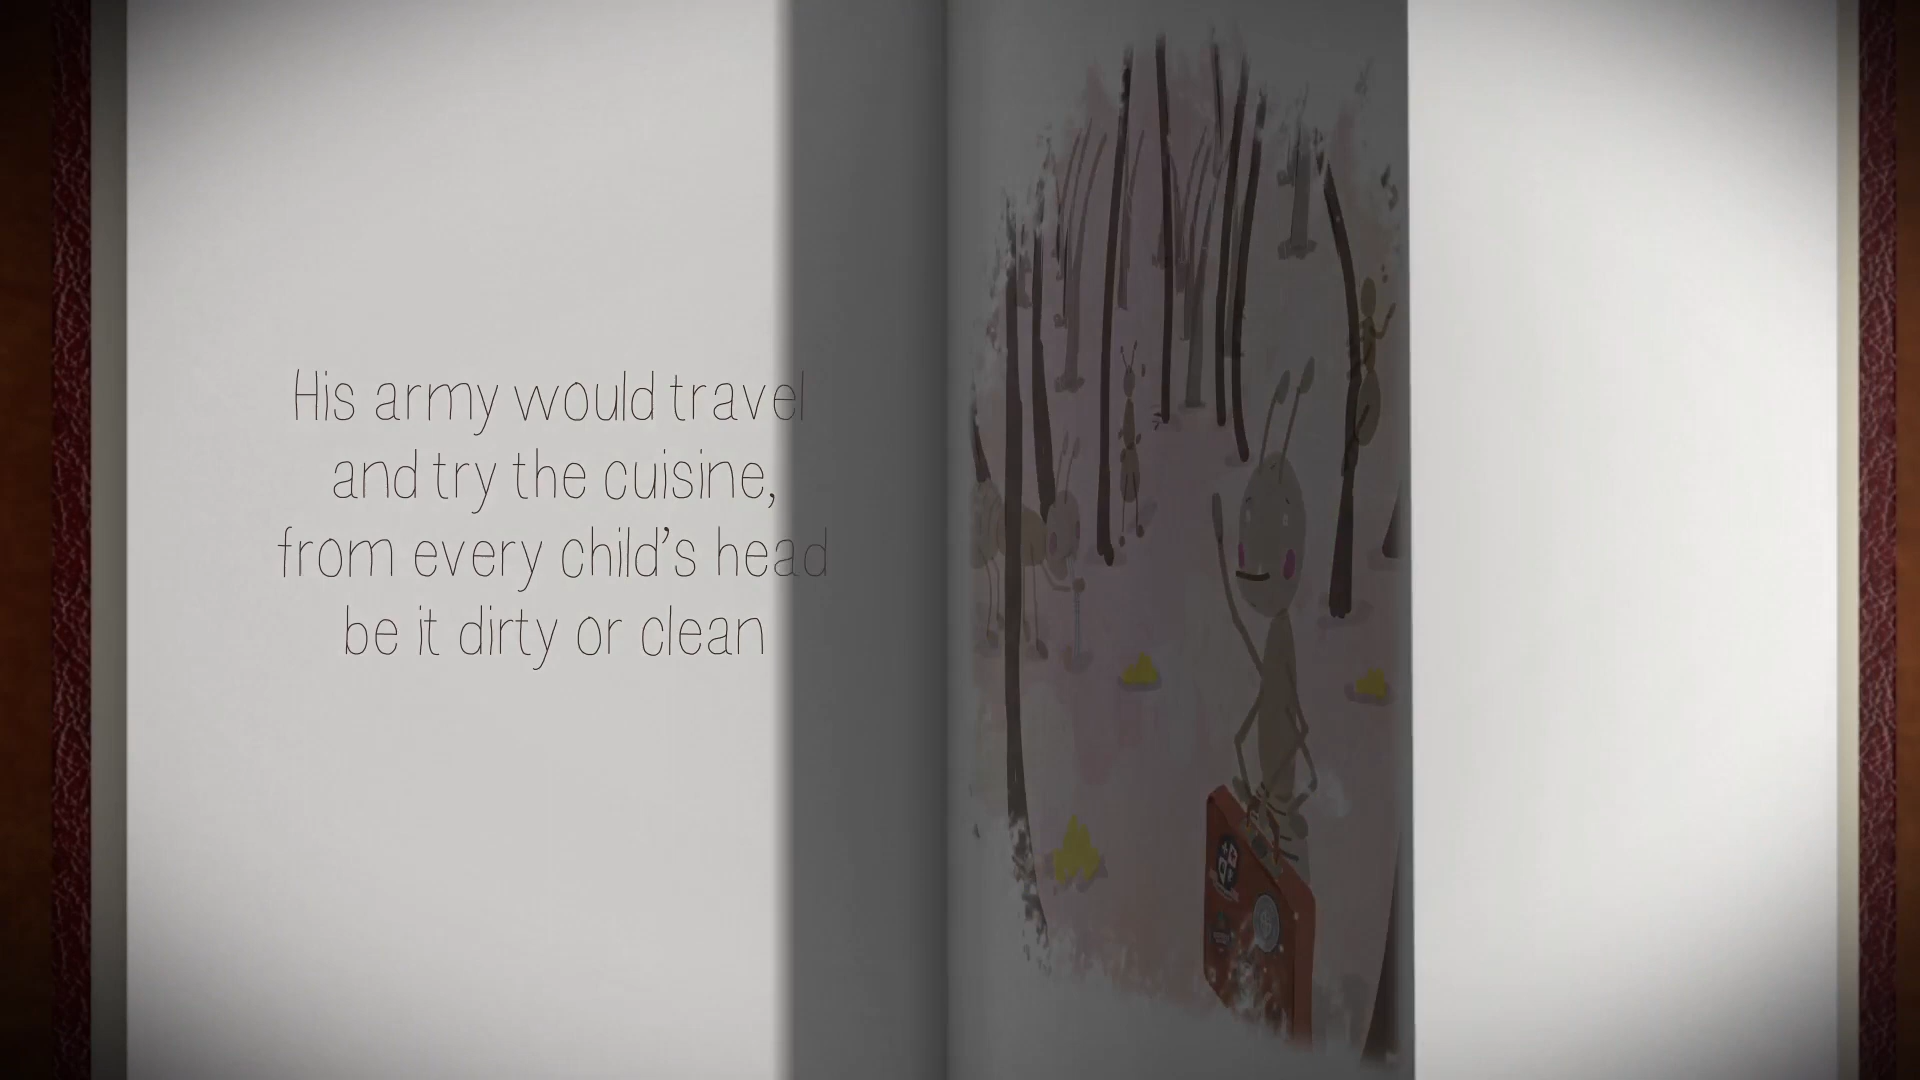 His army would travel
and try the cuisine,
from every child's head
be it dirty or clean